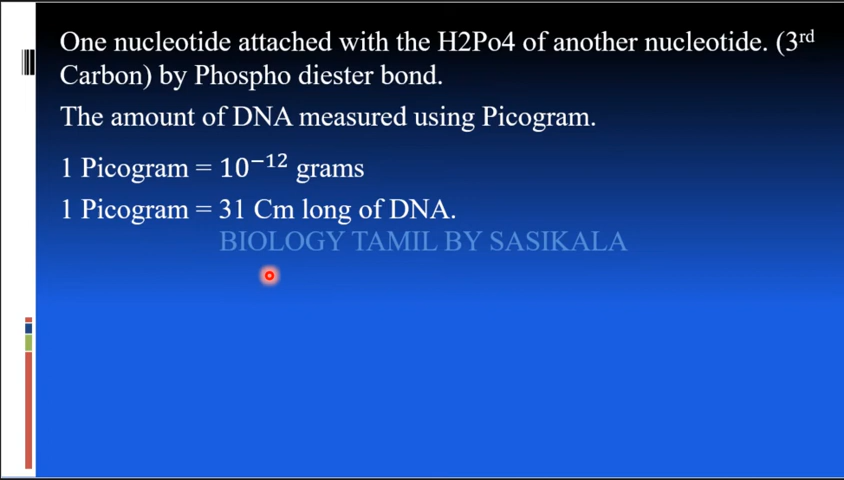 One nucleotide attached with the H2Po4 of another nucleotide. (3rd
Carbon) by Phospho diester bond.
The amount of DNA measured using Picogram.
1 Picogram = 10⁻¹² grams
1 Picogram = 31 Cm long of DNA.
BIOLOGY TAMIL BY SASIKALA